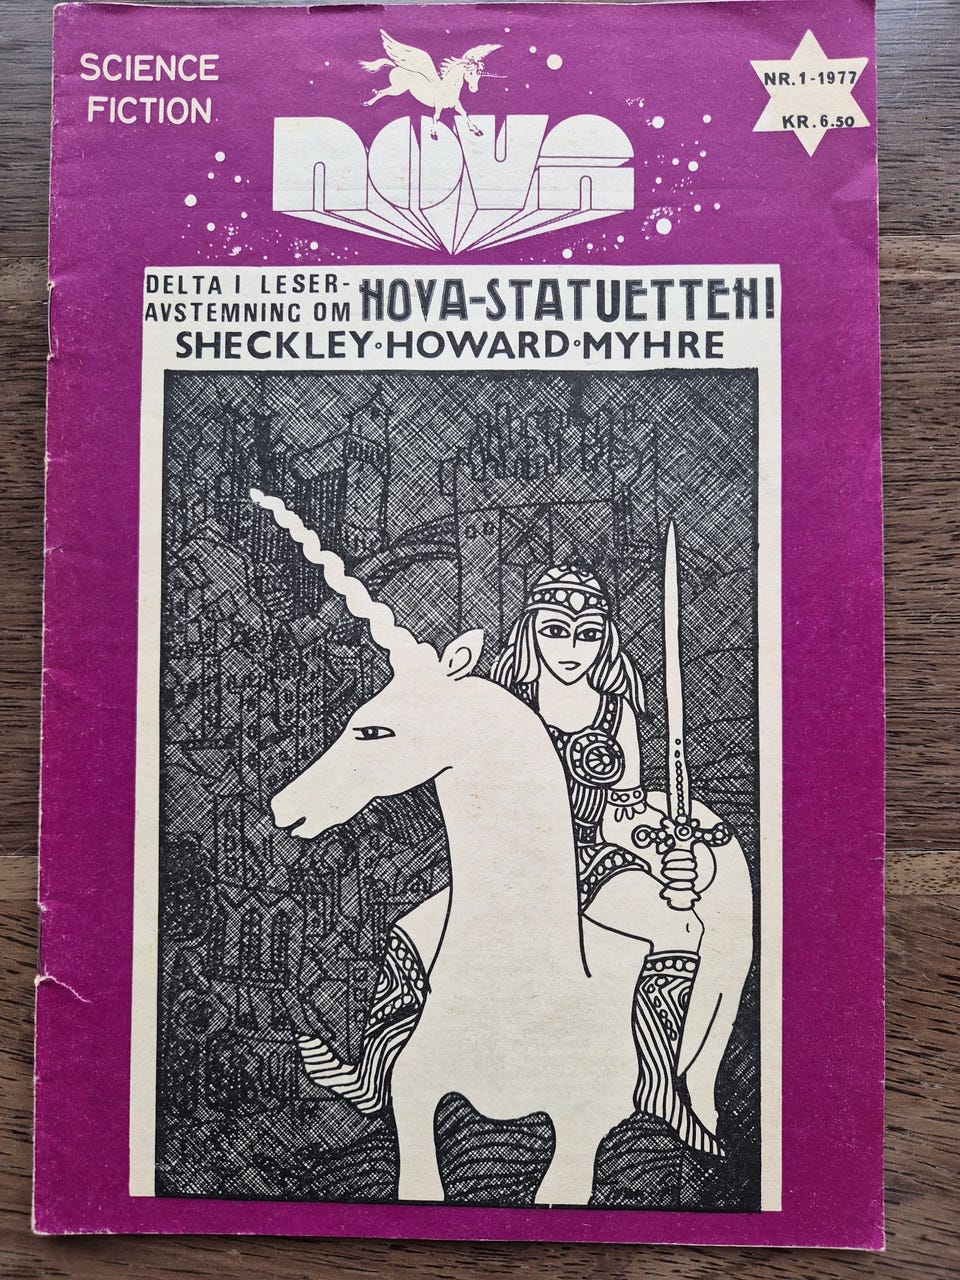 SCIENCE
FICTION
NOVA
NR.1-1977
KR.6.50
DELTA I LESER-
AVSTEMNING OM NOVA-STATUETTEN!
SHECKLEY·HOWARD·MYHRE